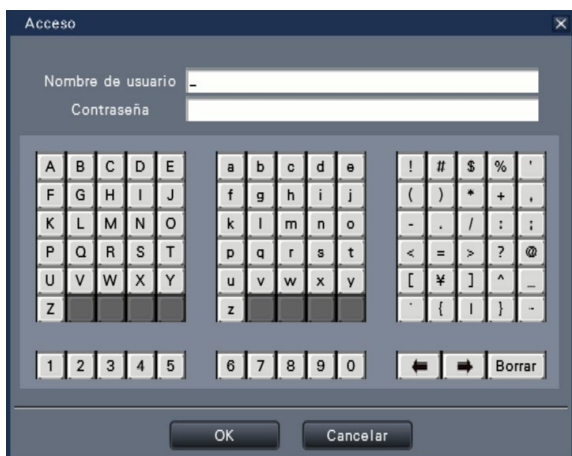 Acceso
Nombre de usuario _
Contraseña
A B C D E a b c d e ! # $ % '
F G H I J f g h i j ( ) * + ,
K L M N O k l m n o - . / : ;
P Q R S T p q r s t < = > ? @
U V W X Y u v w x y [ ¥ ] ^ _
Z z ` { | } ~
1 2 3 4 5 6 7 8 9 0 ← → Borrar
OK Cancelar